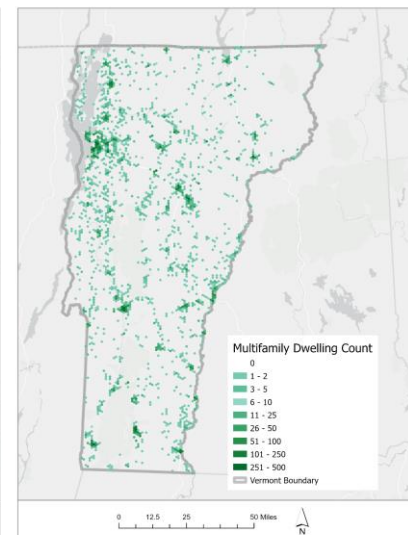 Multifamily Dwelling Count
0
1 - 2
3 - 5
6 - 10
11 - 25
26 - 50
51 - 100
101 - 250
251 - 500
Vermont Boundary
0 12.5 25 50 Miles
N